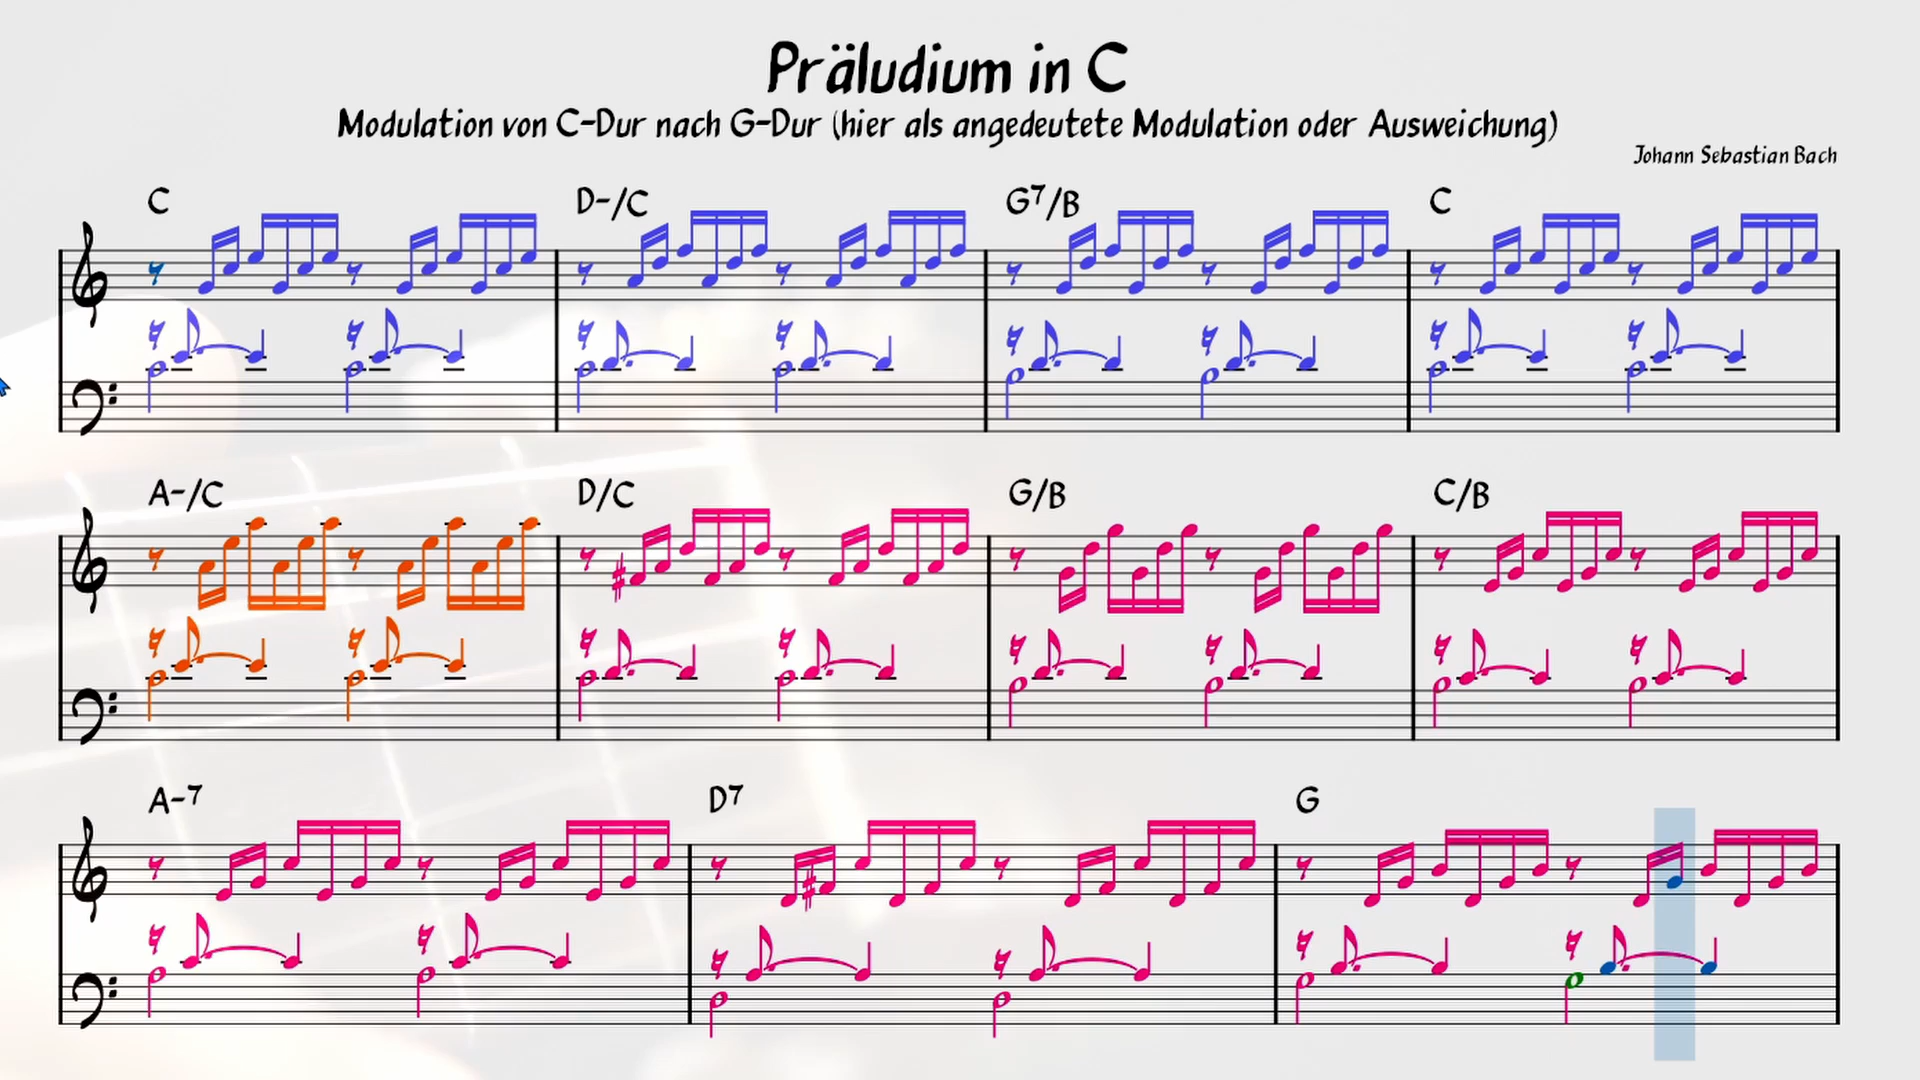 Präludium in C
Modulation von C-Dur nach G-Dur (hier als angedeutete Modulation oder Ausweichung)
Johann Sebastian Bach
C D-/C G7/B C
A-/C D/C G/B C/B
A-7 D7 G